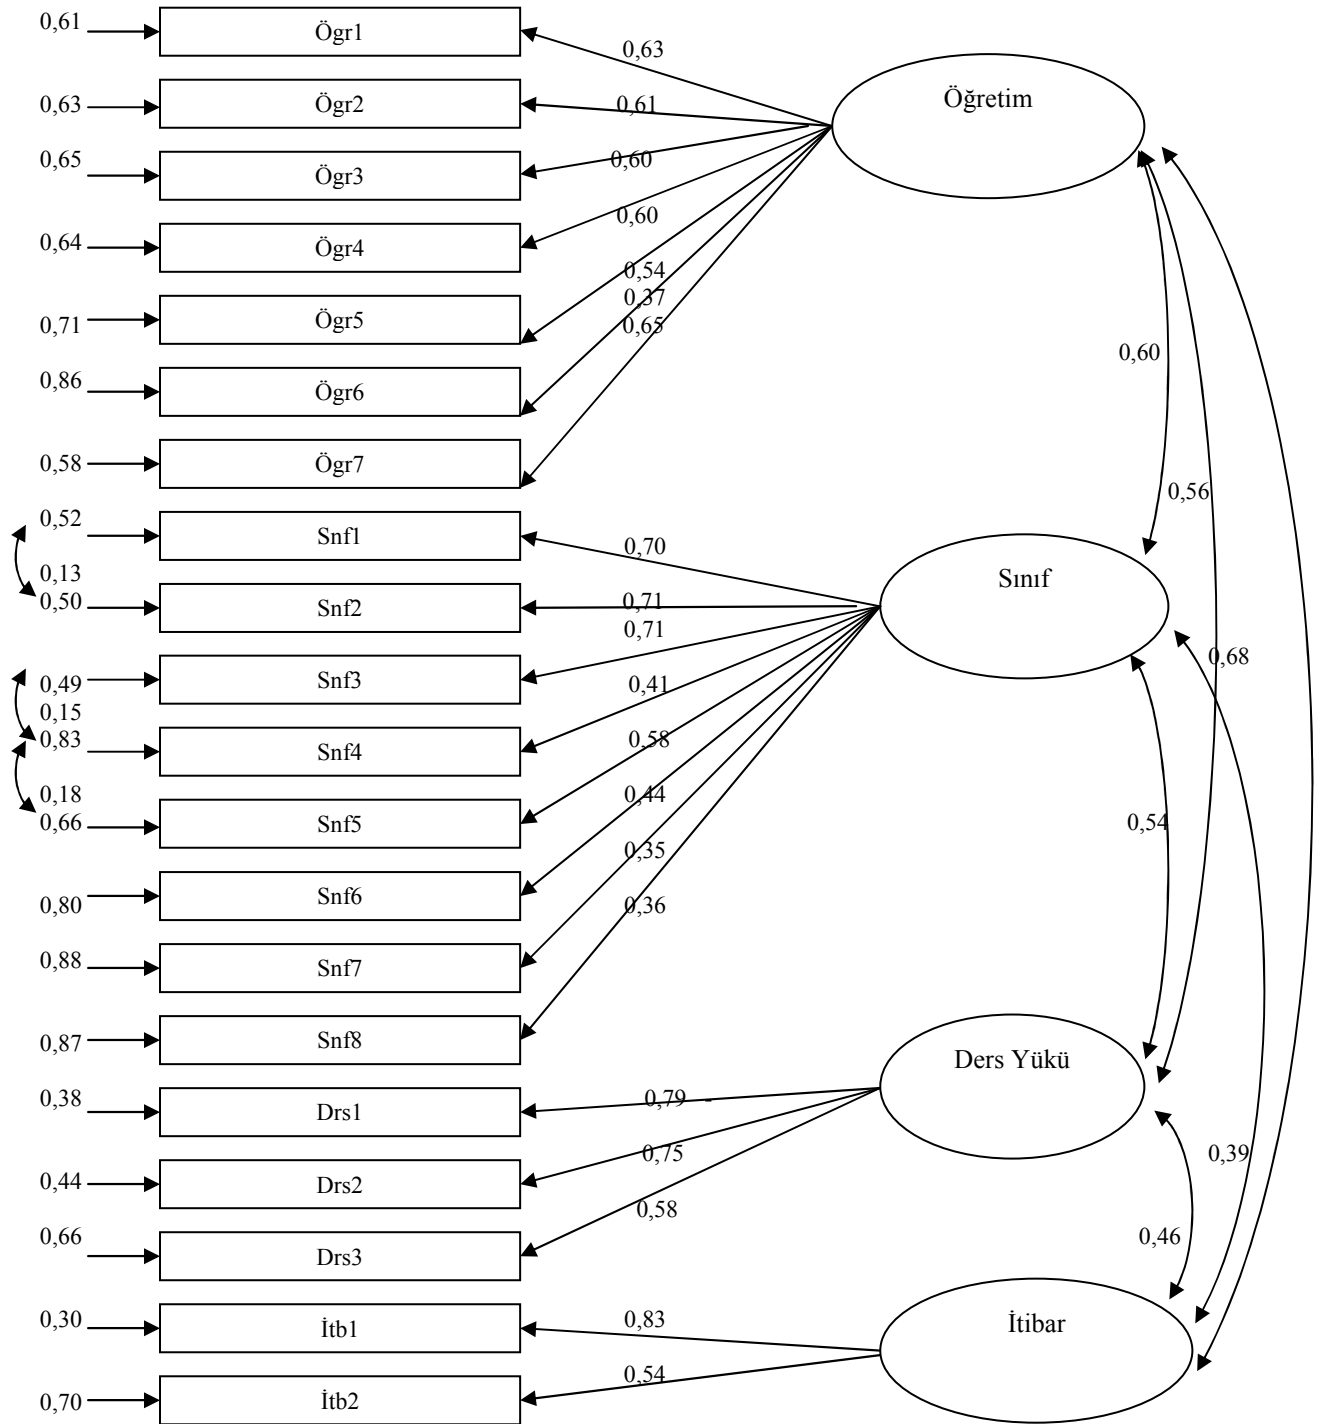 0,61
Ögr1
0,63
Öğretim
0,63
Ögr2
0,61
0,65
Ögr3
0,60
0,64
Ögr4
0,60
0,71
Ögr5
0,54
0,37
0,65
0,86
Ögr6
0,60
0,58
Ögr7
0,56
0,52
Snf1
0,70
Sınıf
0,13
0,50
Snf2
0,71
0,71
0,68
0,49
Snf3
0,41
0,15
0,83
Snf4
0,58
0,18
0,66
Snf5
0,44
0,54
0,35
0,80
Snf6
0,36
0,88
Snf7
0,87
Snf8
Ders Yükü
0,38
Drs1
0,79 -
0,44
Drs2
0,75
0,39
0,58
0,66
Drs3
0,46
0,30
İtb1
0,83
İtibar
0,54
0,70
İtb2